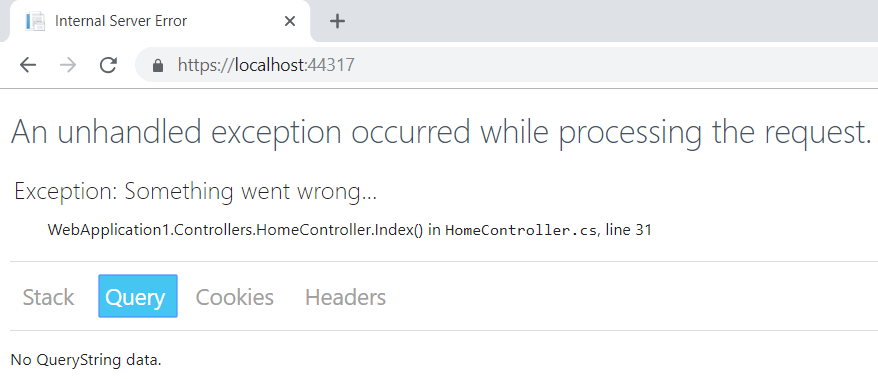 Internal Server Error
https://localhost:44317
An unhandled exception occurred while processing the request.
Exception: Something went wrong...
WebApplication1.Controllers.HomeController.Index() in HomeController.cs, line 31
Stack Query Cookies Headers
No QueryString data.